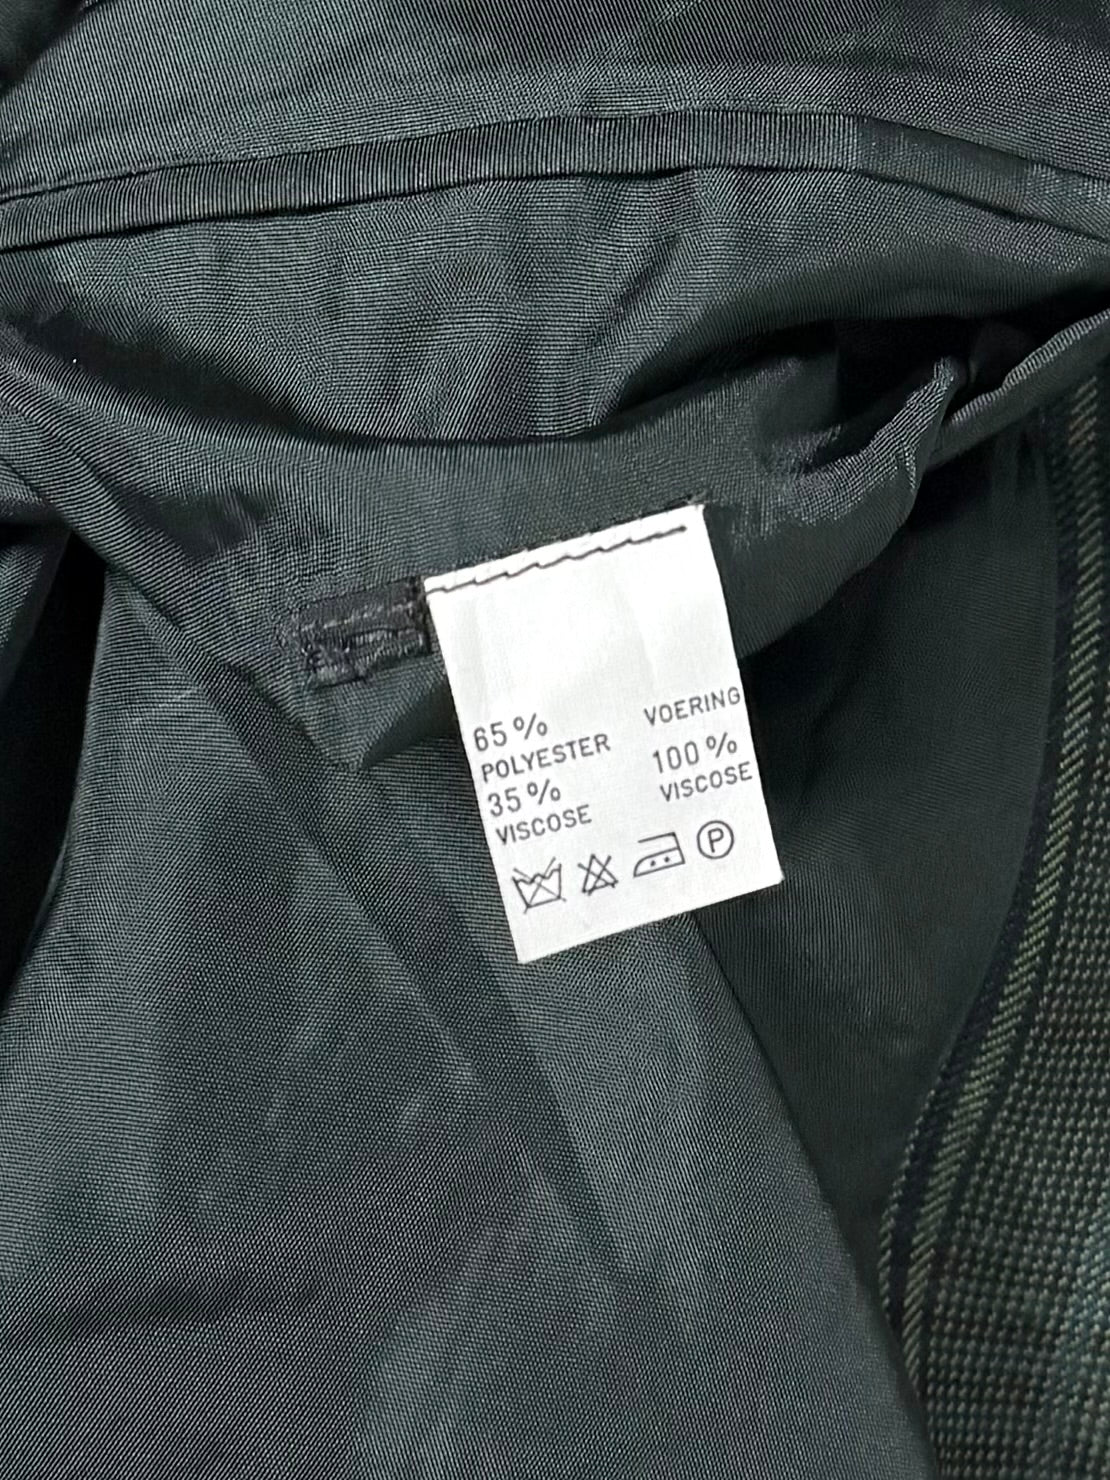 65%
POLYESTER
35%
VISCOSE
VOERING
100%
VISCOSE
P